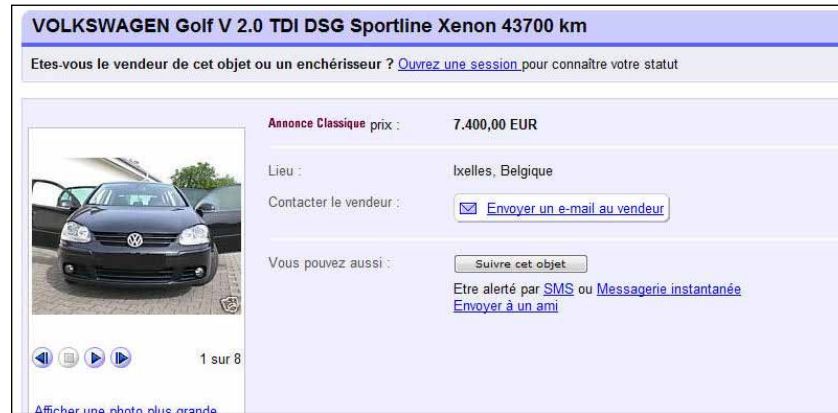 VOLKSWAGEN Golf V 2.0 TDI DSG Sportline Xenon 43700 km
Etes-vous le vendeur de cet objet ou un enchérisseur ? Ouvrez une session pour connaître votre statut
Annonce Classique prix : 7.400,00 EUR
Lieu : Ixelles, Belgique
Contacter le vendeur : Envoyer un e-mail au vendeur
Vous pouvez aussi : Suivre cet objet
Etre alerté par SMS ou Messagerie instantanée
Envoyer à un ami
1 sur 8
Afficher une photo plus grande